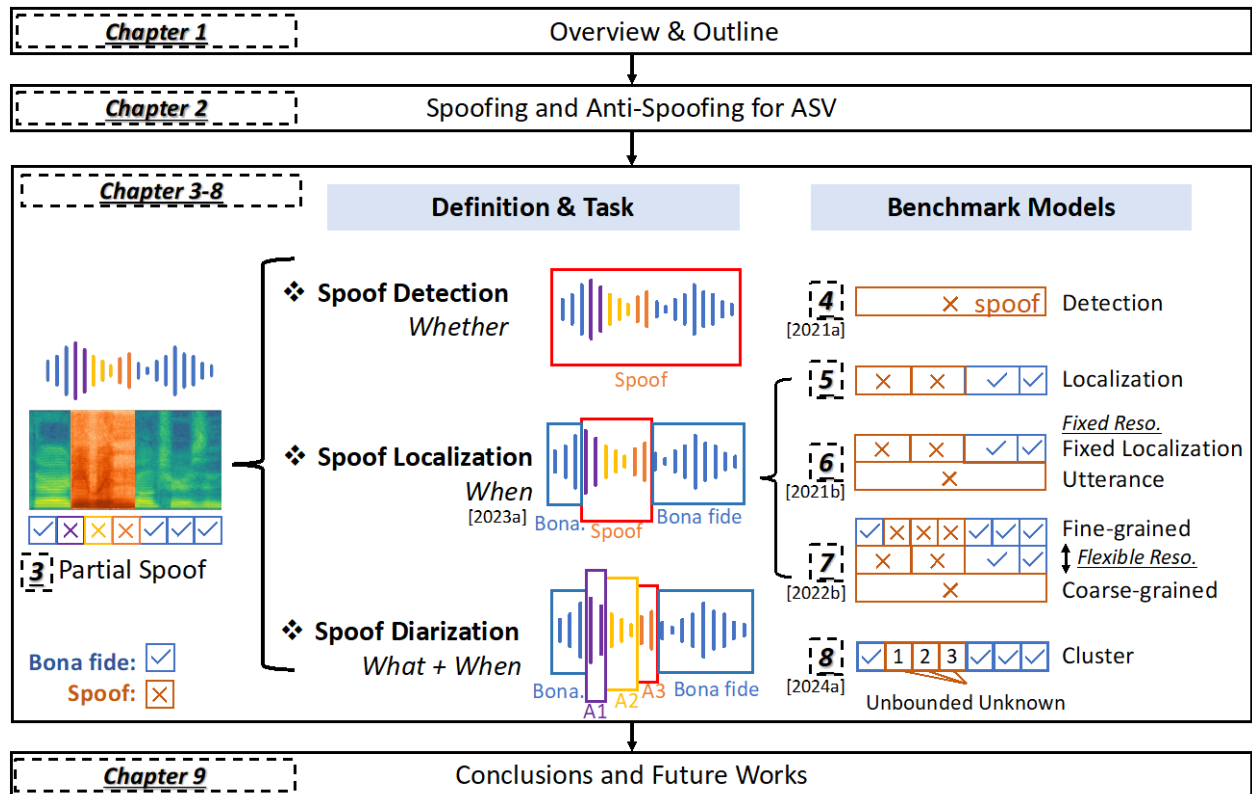 Chapter 1
Overview & Outline
Chapter 2
Spoofing and Anti-Spoofing for ASV
Chapter 3-8
Definition & Task
Benchmark Models
3 Partial Spoof
Bona fide:
Spoof:
Spoof Detection
Whether
Spoof
Spoof Localization
When
[2023a]
Bona.
Spoof
Bona fide
Spoof Diarization
What + When
Bona.
A1
A2
A3
Bona fide
4
[2021a]
spoof
Detection
5
Localization
6
[2021b]
Fixed Reso.
Fixed Localization
Utterance
7
[2022b]
Fine-grained
Flexible Reso.
Coarse-grained
8
[2024a]
1 2 3
Cluster
Unbounded Unknown
Chapter 9
Conclusions and Future Works